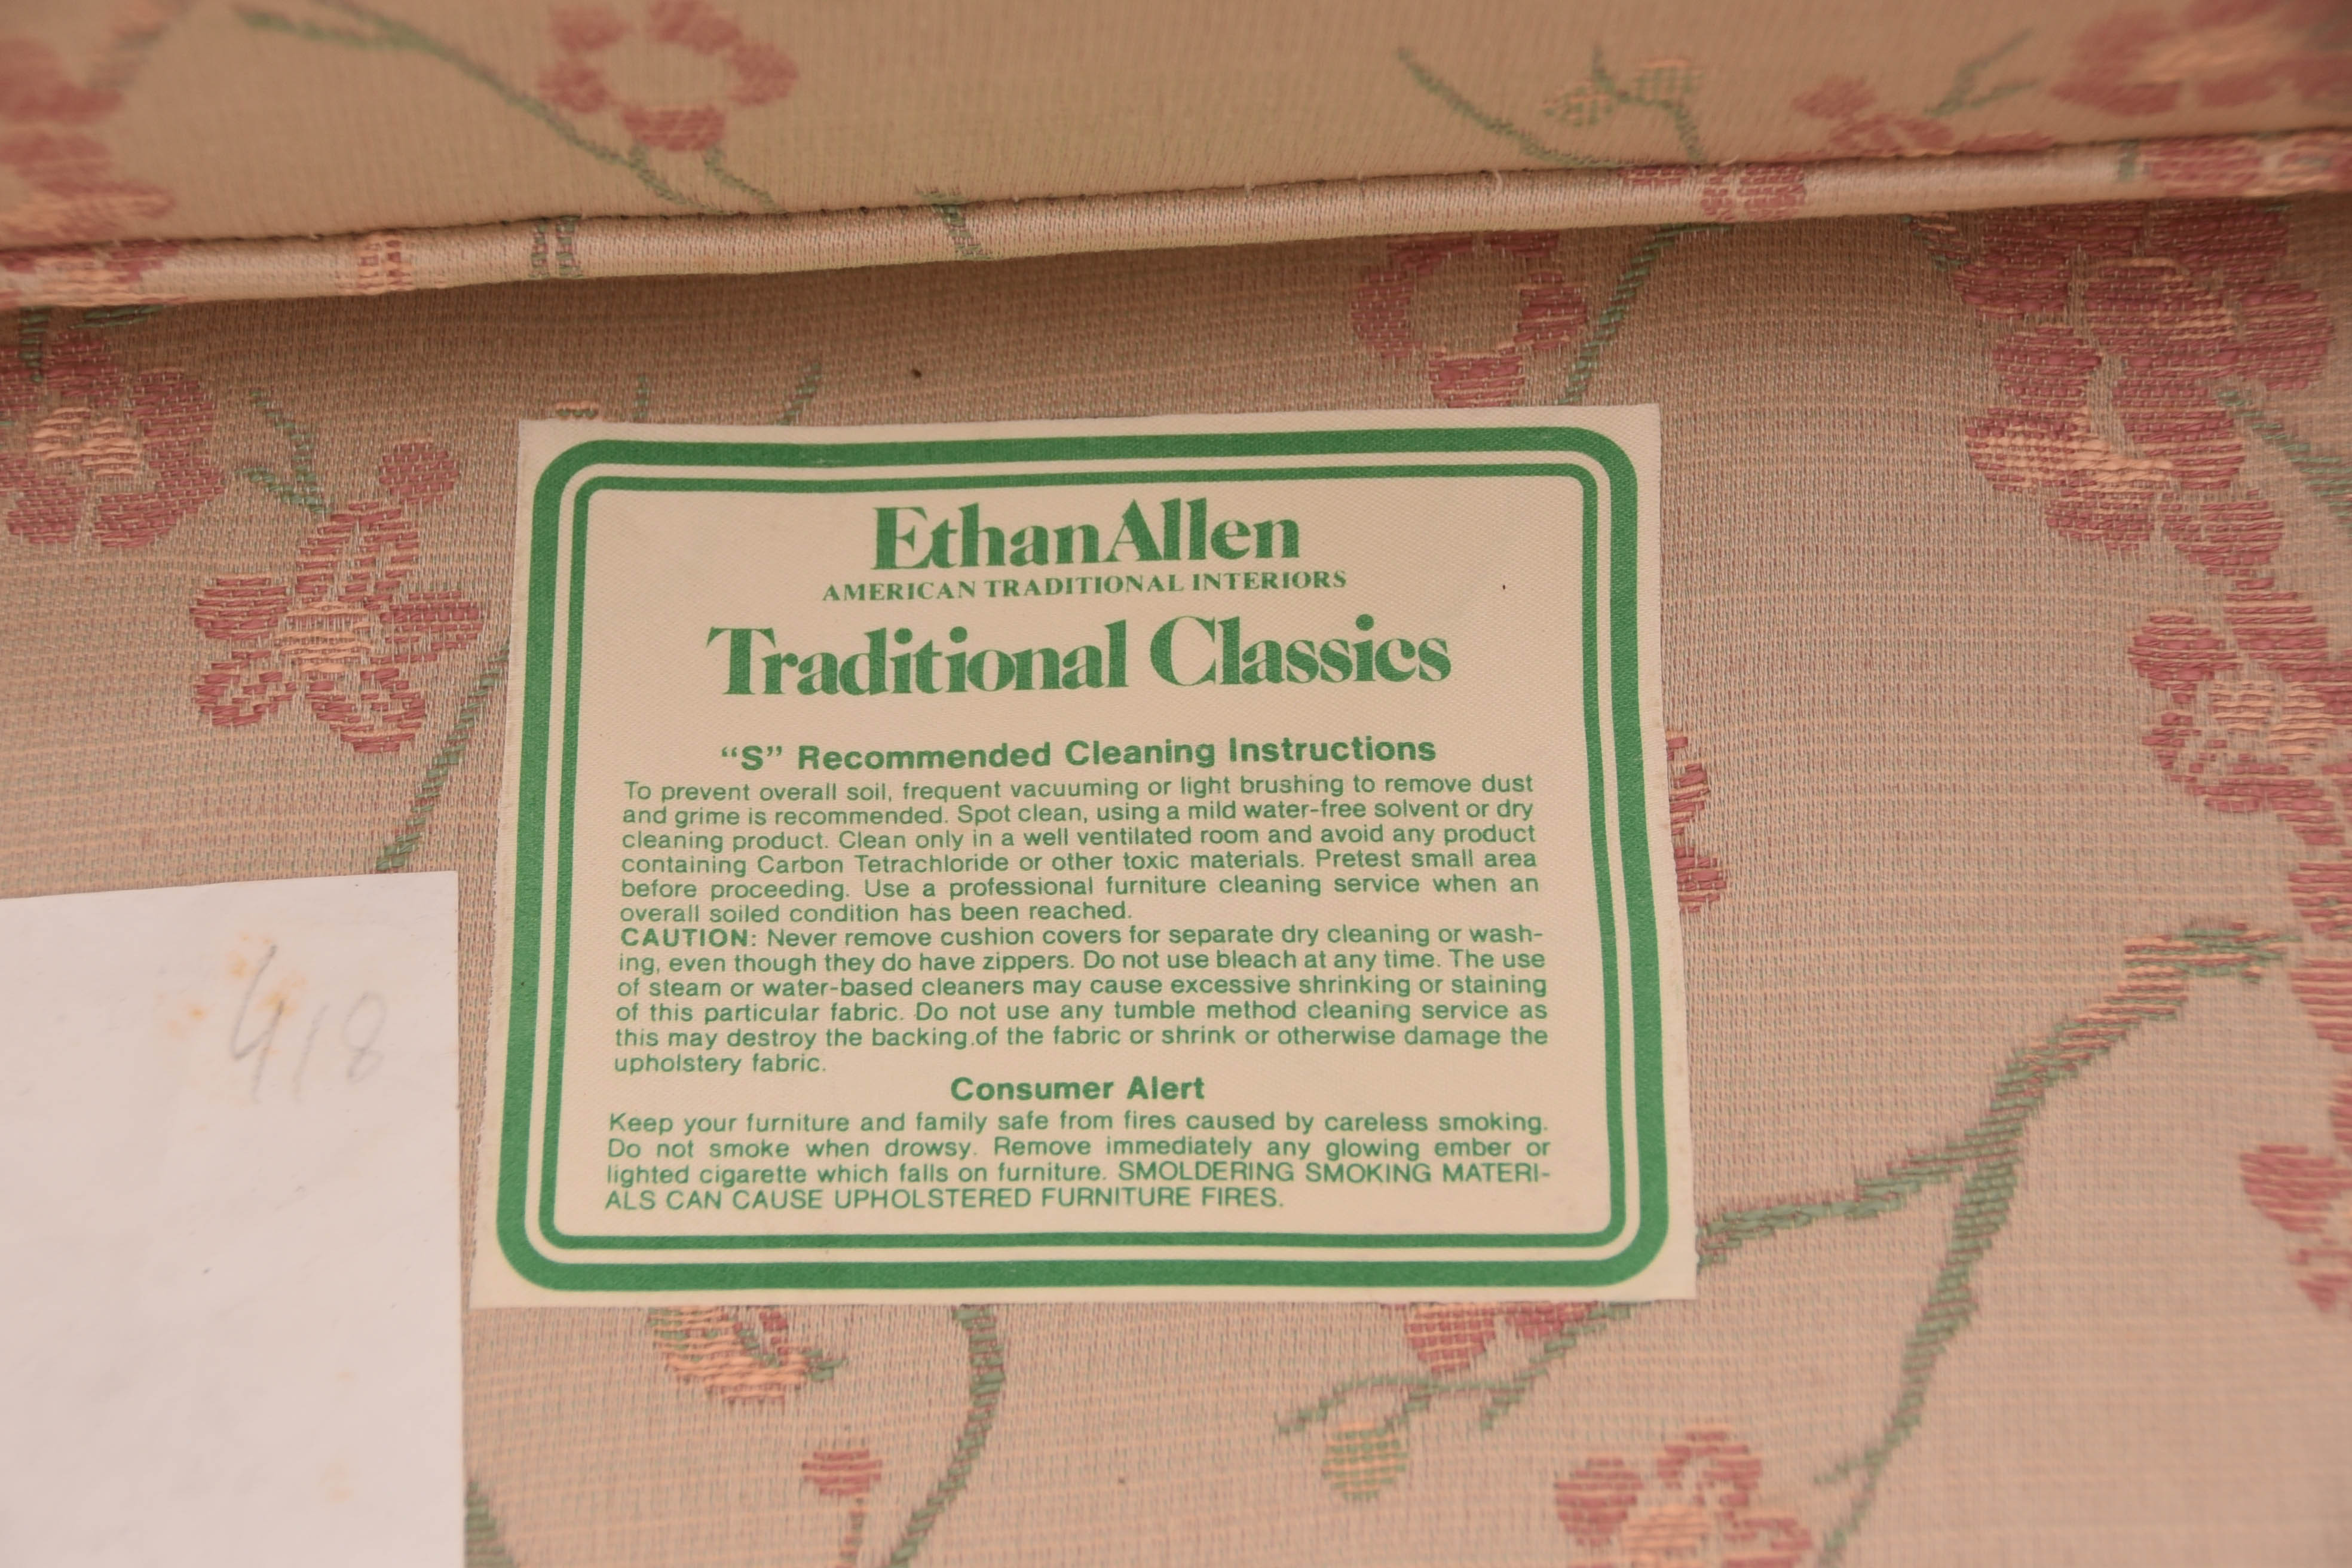 EthanAllen
AMERICAN TRADITIONAL INTERIORS
Traditional Classics
“S” Recommended Cleaning Instructions
To prevent overall soil, frequent vacuuming or light brushing to remove dust
and grime is recommended. Spot clean, using a mild water-free solvent or dry
cleaning product. Clean only in a well ventilated room and avoid any product
containing Carbon Tetrachloride or other toxic materials. Pretest small area
before proceeding. Use a professional furniture cleaning service when an
overall soiled condition has been reached.
CAUTION: Never remove cushion covers for separate dry cleaning or wash-
ing, even though they do have zippers. Do not use bleach at any time. The use
of steam or water-based cleaners may cause excessive shrinking or staining
of this particular fabric. Do not use any tumble method cleaning service as
this may destroy the backing of the fabric or shrink or otherwise damage the
upholstery fabric.
Consumer Alert
Keep your furniture and family safe from fires caused by careless smoking.
Do not smoke when drowsy. Remove immediately any glowing ember or
lighted cigarette which falls on furniture. SMOLDERING SMOKING MATERI-
ALS CAN CAUSE UPHOLSTERED FURNITURE FIRES.
418